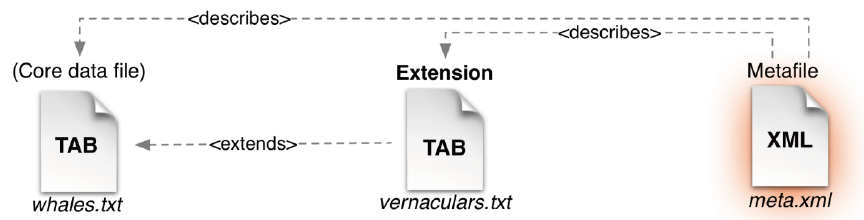 <describes>
<describes>
(Core data file)
Extension
Metafile
TAB
TAB
XML
<extends>
whales.txt
vernaculars.txt
meta.xml